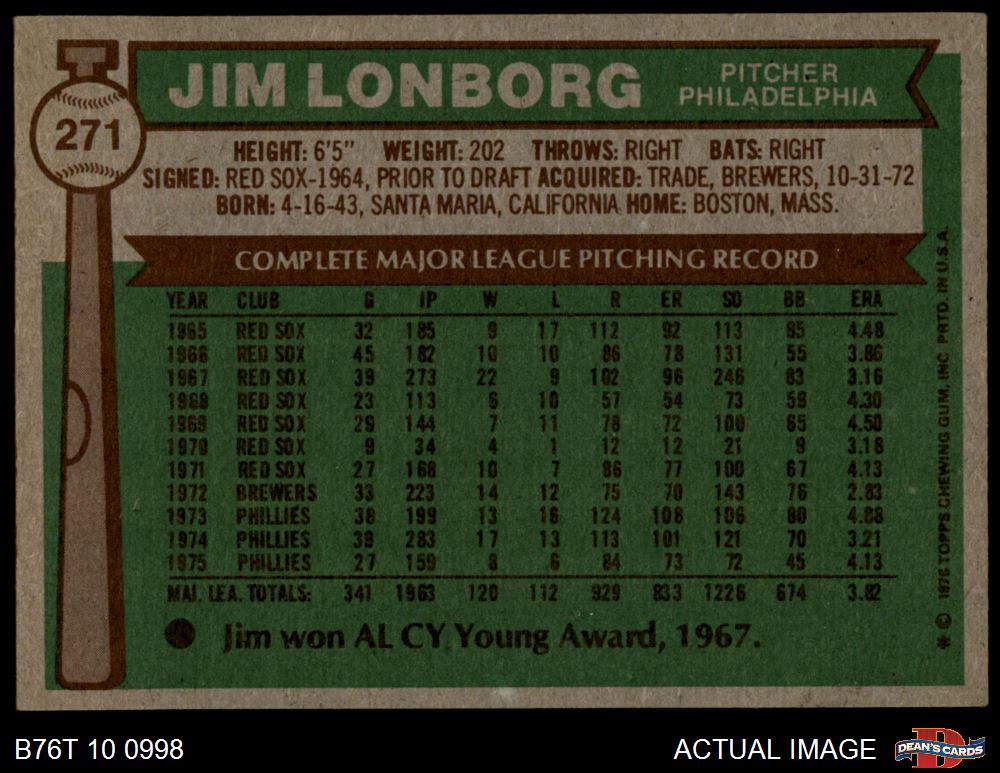 271
JIM LONBORG
PITCHER
PHILADELPHIA
HEIGHT: 6'5" WEIGHT: 202 THROWS: RIGHT BATS: RIGHT
SIGNED: RED SOX-1964, PRIOR TO DRAFT ACQUIRED: TRADE, BREWERS, 10-31-72
BORN: 4-16-43, SANTA MARIA, CALIFORNIA HOME: BOSTON, MASS.
COMPLETE MAJOR LEAGUE PITCHING RECORD
YEAR CLUB G IP W L R ER SO BB ERA
1965 RED SOX 32 185 9 17 112 92 113 65 4.48
1966 RED SOX 45 182 10 10 86 78 131 55 3.86
1967 RED SOX 39 273 22 9 102 96 246 83 3.16
1968 RED SOX 23 113 6 10 57 54 73 59 4.30
1969 RED SOX 29 144 7 11 78 72 100 65 4.50
1970 RED SOX 9 34 4 1 12 12 21 9 3.18
1971 RED SOX 27 168 10 7 86 77 100 67 4.13
1972 BREWERS 33 223 14 12 75 70 143 76 2.83
1973 PHILLIES 38 199 13 16 124 108 106 80 4.88
1974 PHILLIES 39 283 17 13 113 101 121 70 3.21
1975 PHILLIES 27 159 8 6 84 73 72 45 4.13
MAJ. LEA. TOTALS: 341 1963 120 112 929 833 1226 674 3.82
Jim won AL CY Young Award, 1967.
* © 1976 TOPPS CHEWING GUM, INC. PRTD. IN U.S.A.
B76T 10 0998
ACTUAL IMAGE
D
DEAN'S CARDS